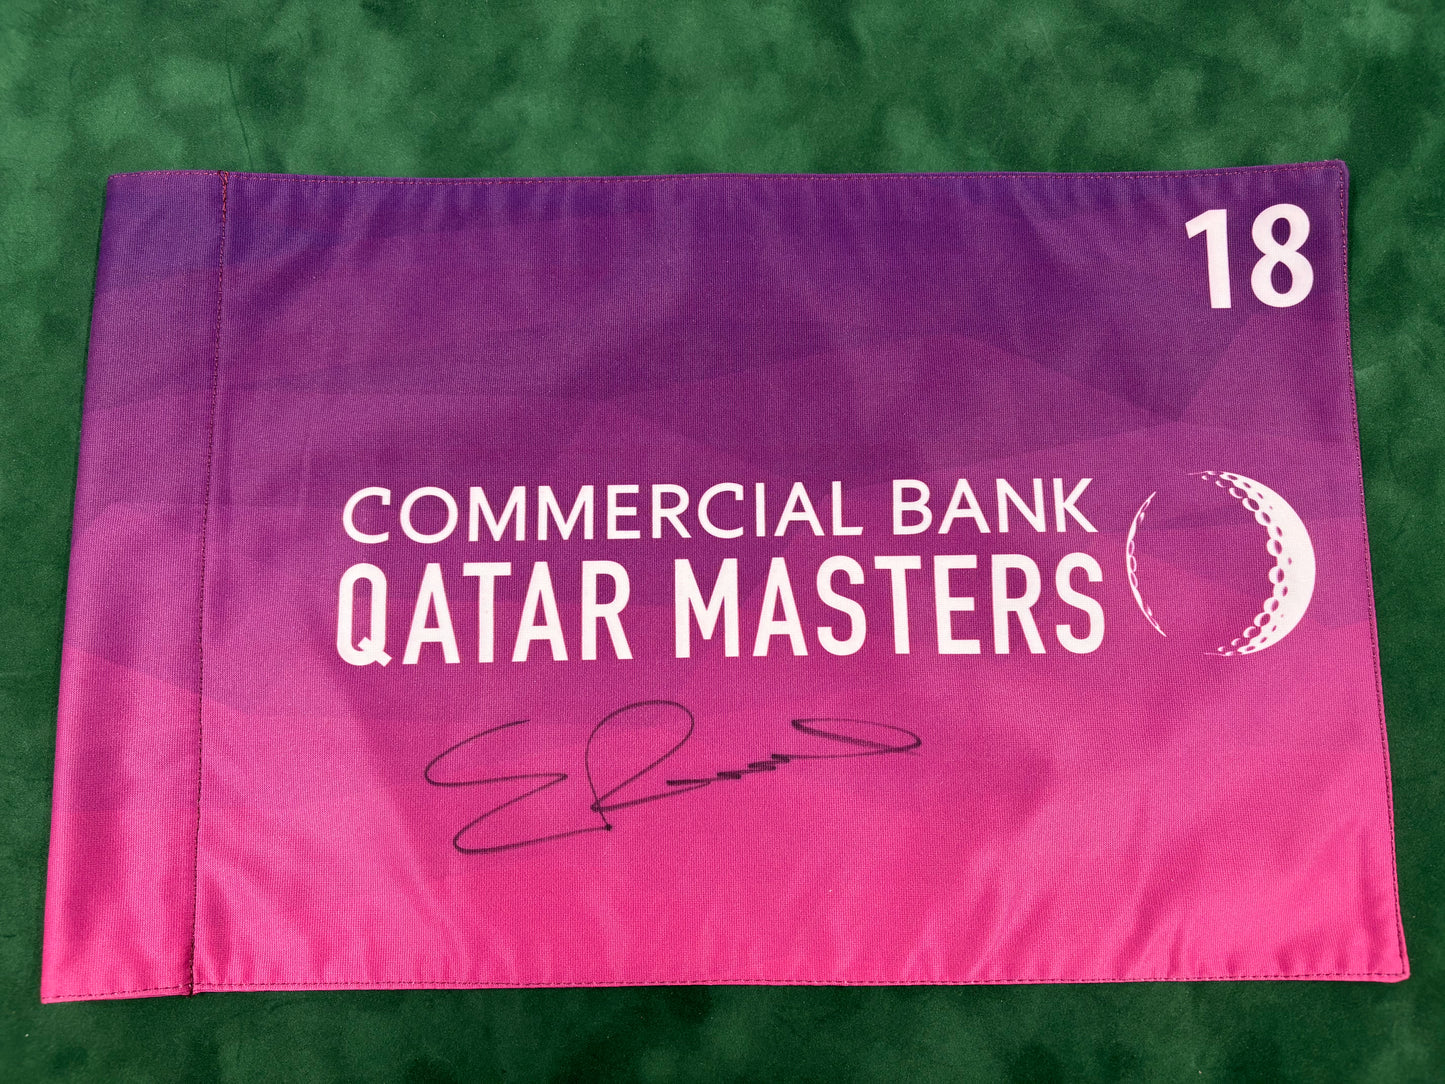 18
COMMERCIAL BANK
QATAR MASTERS